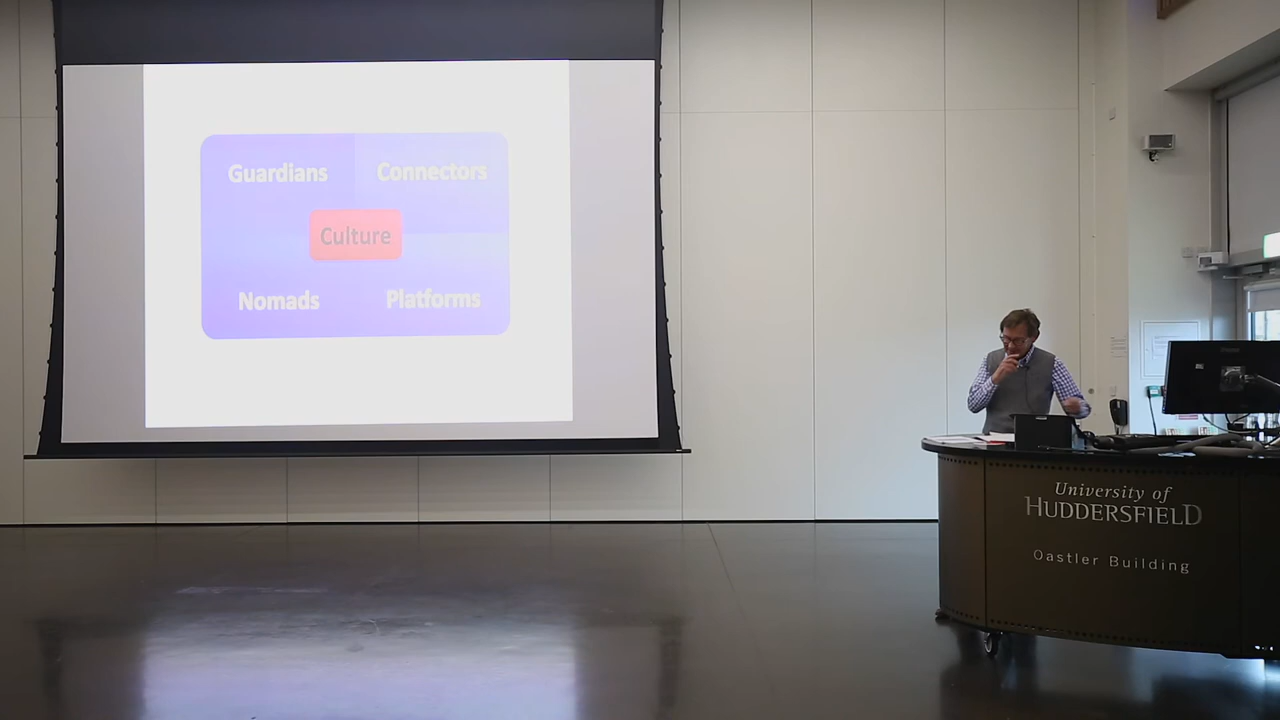 Guardians
Connectors
Culture
Nomads
Platforms
University of
HUDDERSFIELD
Oastler Building